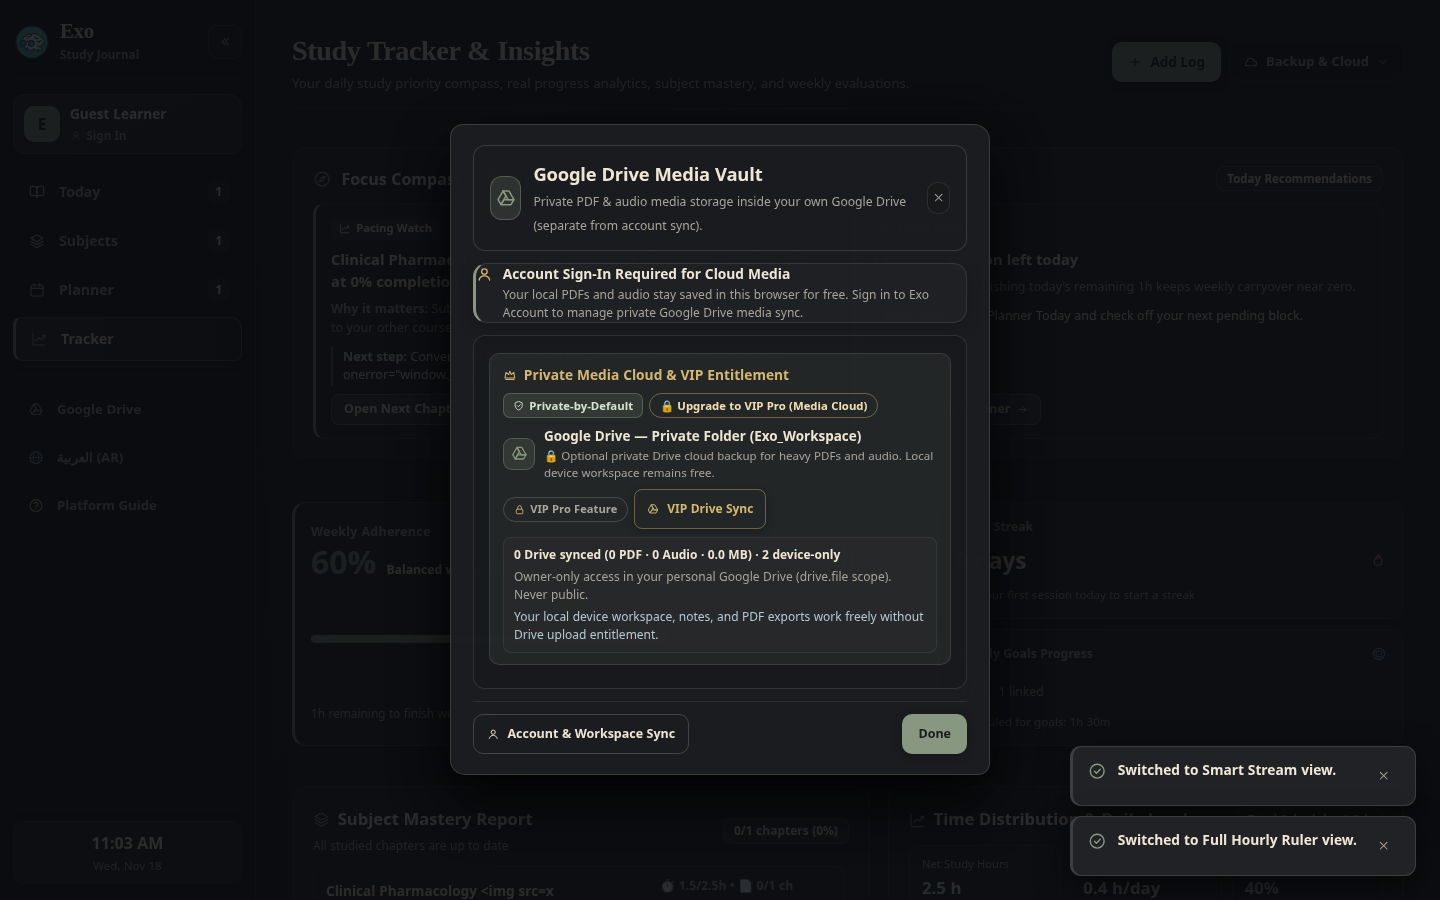 Exo
Study Journal
«
E
Guest Learner
Sign In
Today
1
Subjects
1
Planner
1
Tracker
Google Drive
العربية (AR)
Platform Guide
11:03 AM
Wed, Nov 18
Study Tracker & Insights
Your daily study priority compass, real progress analytics, subject mastery, and weekly evaluations.
+ Add Log
Backup & Cloud
Focus Compas
Today Recommendations
Pacing Watch
Clinical Pharmac
at 0% completio
Why it matters: Sub
to your other course
Next step: Conver
onerror="window.
Open Next Chapt
on left today
shing today's remaining 1h keeps weekly carryover near zero.
Planner Today and check off your next pending block.
ner →
Weekly Adherence
60% Balanced w
1h remaining to finish we
Streak
ays
ur first session today to start a streak
ly Goals Progress
1 linked
led for goals: 1h 30m
Subject Mastery Report
All studied chapters are up to date
0/1 chapters (0%)
Clinical Pharmacology <img src=x
1.5/2.5h • 0/1 ch
Time Distribution
Net Study Hours
2.5 h
0.4 h/day
40%
Google Drive Media Vault
Private PDF & audio media storage inside your own Google Drive
(separate from account sync).
Account Sign-In Required for Cloud Media
Your local PDFs and audio stay saved in this browser for free. Sign in to Exo
Account to manage private Google Drive media sync.
Private Media Cloud & VIP Entitlement
Private-by-Default
🔒 Upgrade to VIP Pro (Media Cloud)
Google Drive — Private Folder (Exo_Workspace)
🔒 Optional private Drive cloud backup for heavy PDFs and audio. Local
device workspace remains free.
VIP Pro Feature
VIP Drive Sync
0 Drive synced (0 PDF · 0 Audio · 0.0 MB) · 2 device-only
Owner-only access in your personal Google Drive (drive.file scope).
Never public.
Your local device workspace, notes, and PDF exports work freely without
Drive upload entitlement.
Account & Workspace Sync
Done
Switched to Smart Stream view.
Switched to Full Hourly Ruler view.